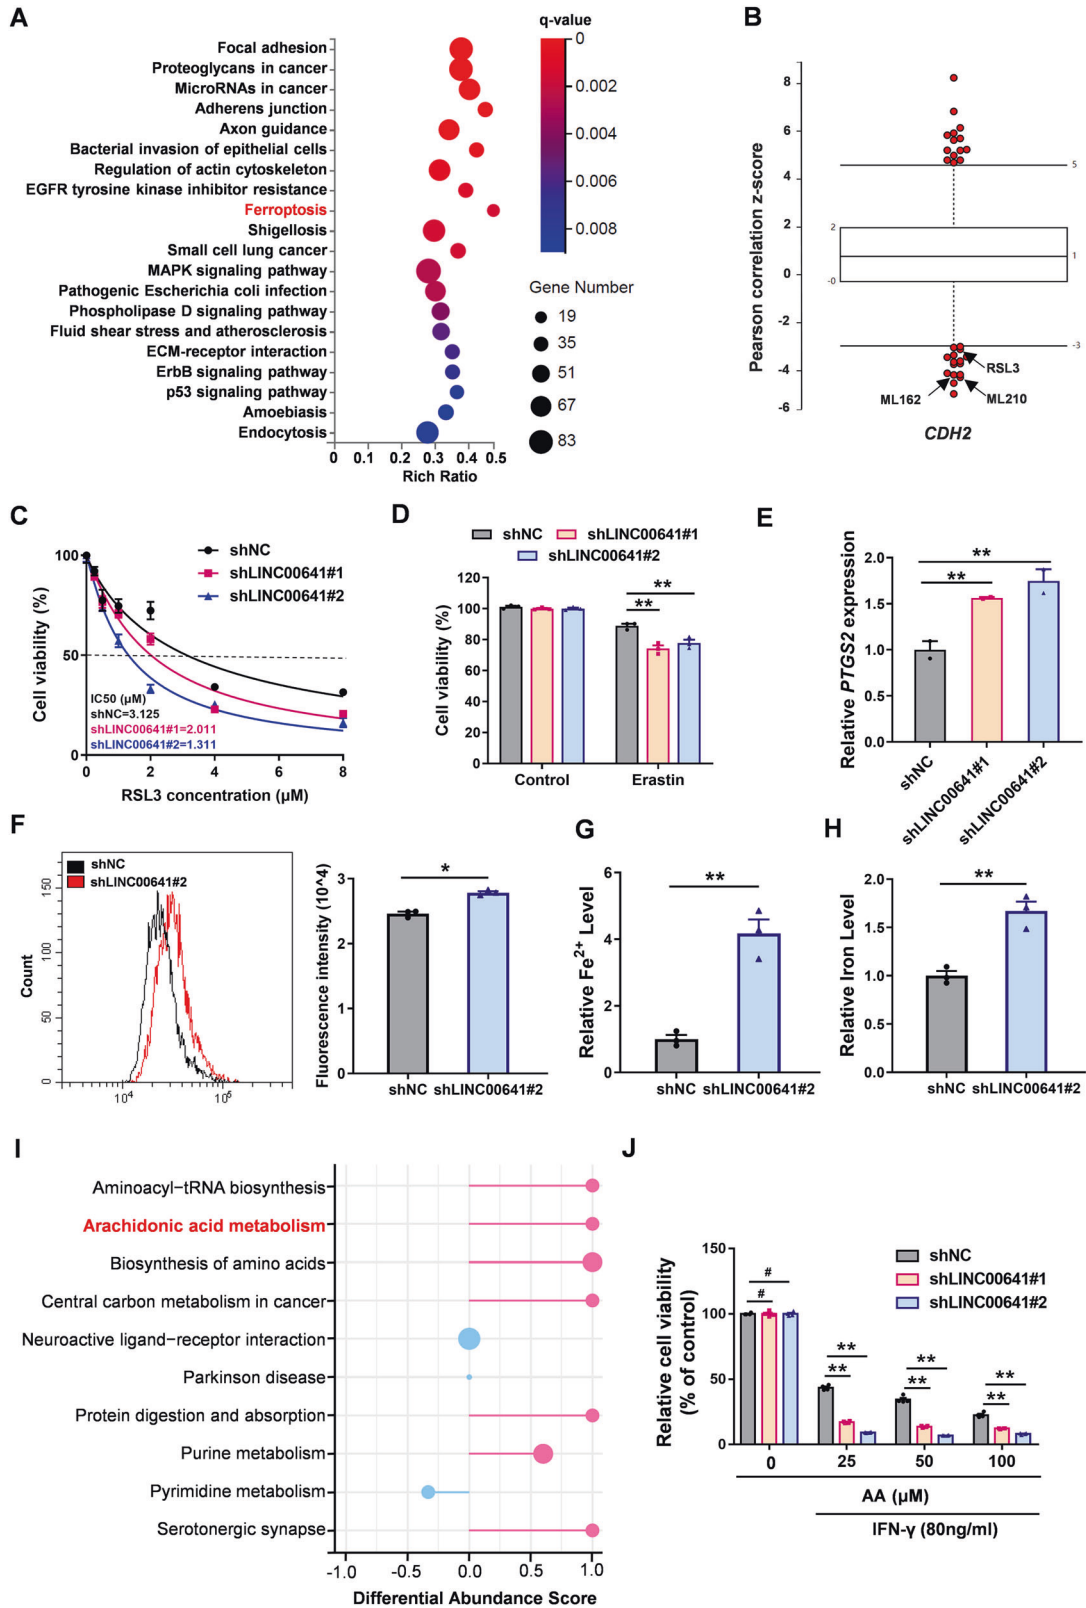 A
q-value
Focal adhesion
Proteoglycans in cancer
MicroRNAs in cancer
Adherens junction
Axon guidance
Bacterial invasion of epithelial cells
Regulation of actin cytoskeleton
EGFR tyrosine kinase inhibitor resistance
Ferroptosis
Shigellosis
Small cell lung cancer
MAPK signaling pathway
Pathogenic Escherichia coli infection
Phospholipase D signaling pathway
Fluid shear stress and atherosclerosis
ECM-receptor interaction
ErbB signaling pathway
p53 signaling pathway
Amoebiasis
Endocytosis
0 0.1 0.2 0.3 0.4 0.5
Rich Ratio
0
0.002
0.004
0.006
0.008
Gene Number
19
35
51
67
83
B
Pearson correlation z-score
8
6
4
2
0
-2
-4
-6
5
2
1
-0
-3
RSL3
ML162
ML210
CDH2
C
shNC
shLINC00641#1
shLINC00641#2
Cell viability (%)
100
50
0
IC50 (μM)
shNC=3.125
shLINC00641#1=2.011
shLINC00641#2=1.311
0 2 4 6 8
RSL3 concentration (μM)
D
shNC shLINC00641#1
shLINC00641#2
Cell viability (%)
120
100
80
60
40
20
0
**
**
Control Erastin
E
Relative PTGS2 expression
2.0
1.5
1.0
0.5
0.0
**
**
shNC
shLINC00641#1
shLINC00641#2
F
shNC
shLINC00641#2
Count
150
100
50
0
10^4 10^5
Fluorescence intensity (10^4)
3
2
1
0
*
shNC shLINC00641#2
G
Relative Fe2+ Level
6
4
2
0
**
shNC shLINC00641#2
H
Relative Iron Level
2.0
1.5
1.0
0.5
0.0
**
shNC shLINC00641#2
I
Aminoacyl−tRNA biosynthesis
Arachidonic acid metabolism
Biosynthesis of amino acids
Central carbon metabolism in cancer
Neuroactive ligand−receptor interaction
Parkinson disease
Protein digestion and absorption
Purine metabolism
Pyrimidine metabolism
Serotonergic synapse
-1.0 -0.5 0.0 0.5 1.0
Differential Abundance Score
J
shNC
shLINC00641#1
shLINC00641#2
Relative cell viability
(% of control)
150
100
50
0
#
#
**
**
**
**
**
**
0 25 50 100
AA (μM)
IFN-γ (80ng/ml)